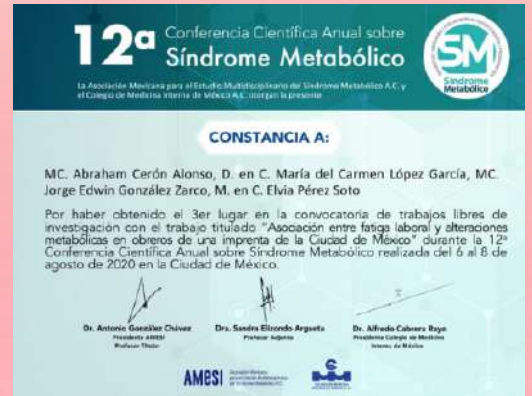 12a Conferencia Científica Anual sobre
Síndrome Metabólico
La Asociación Mexicana para el Estudio Multidisciplinario del Síndrome Metabólico A.C. y
el Colegio de Medicina Interna de México A.C. otorgan la presente
SM
Síndrome
Metabólico
CONSTANCIA A:
MC. Abraham Cerón Alonso, D. en C. María del Carmen López García, MC.
Jorge Edwin González Zarco, M. en C. Elvia Pérez Soto
Por haber obtenido el 3er lugar en la convocatoria de trabajos libres de
investigación con el trabajo titulado "Asociación entre fatiga laboral y alteraciones
metabólicas en obreros de una imprenta de la Ciudad de México" durante la 12ª
Conferencia Científica Anual sobre Síndrome Metabólico realizada del 6 al 8 de
agosto de 2020 en la Ciudad de México.
Dr. Antonio González Chávez
Presidente AMESI
Profesor Titular
Dra. Sandra Elizondo Argueta
Profesor Adjunto
Dr. Alfredo Cabrera Rayo
Presidente Colegio de Medicina
Interna de México
AMESI